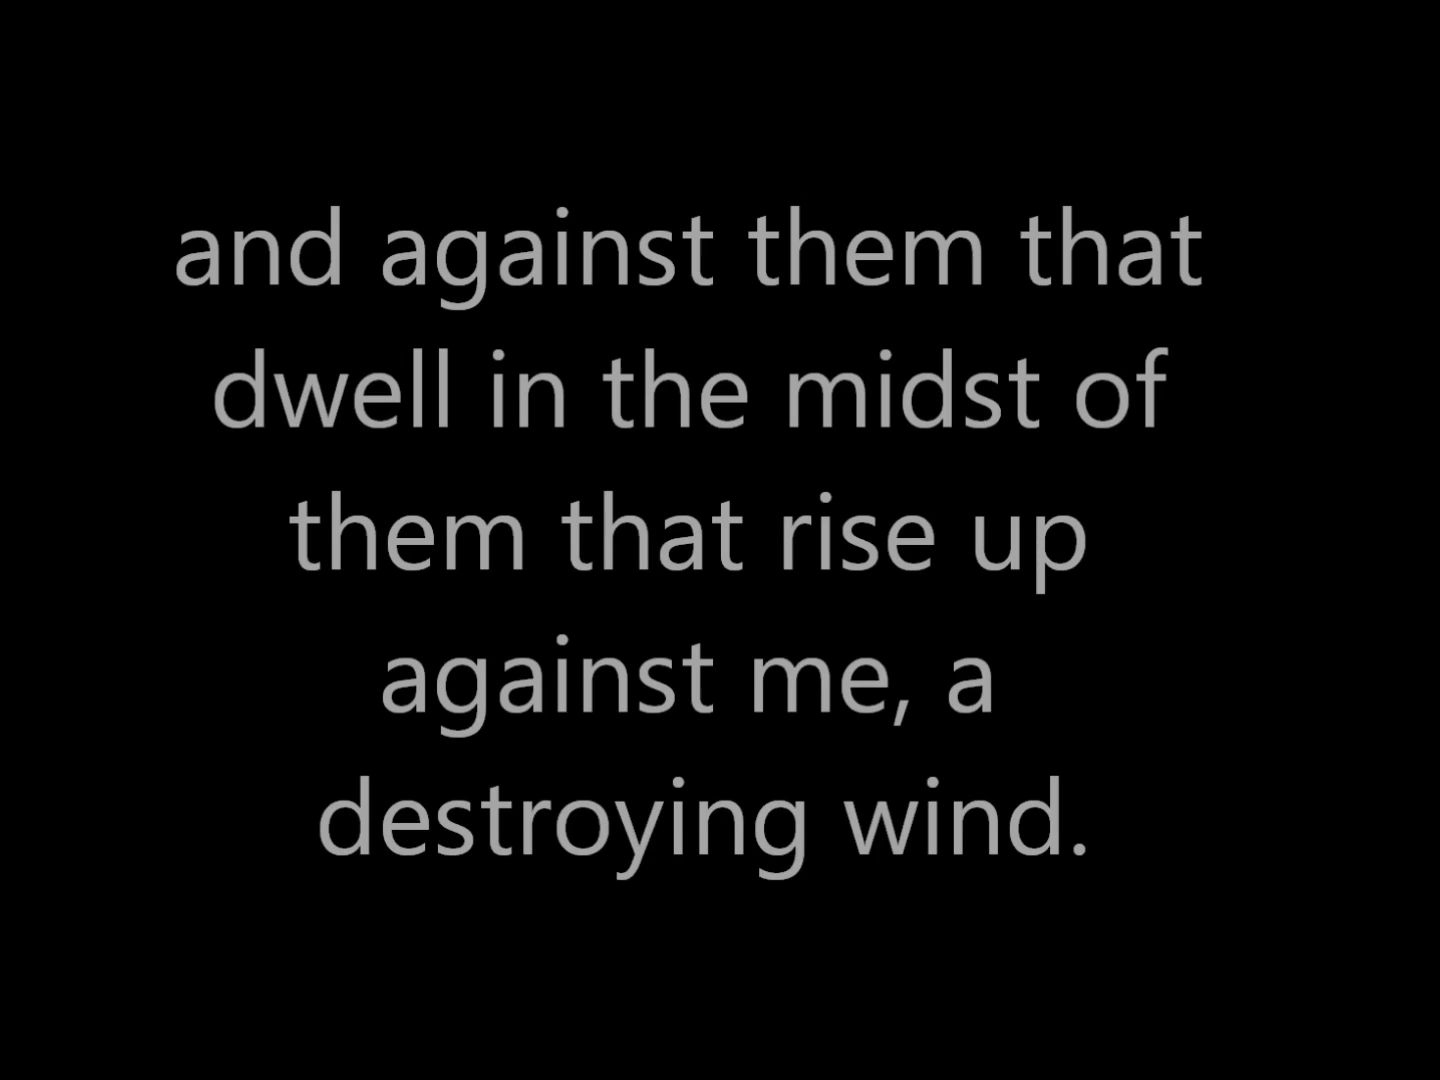 and against them that
dwell in the midst of
them that rise up
against me, a
destroying wind.